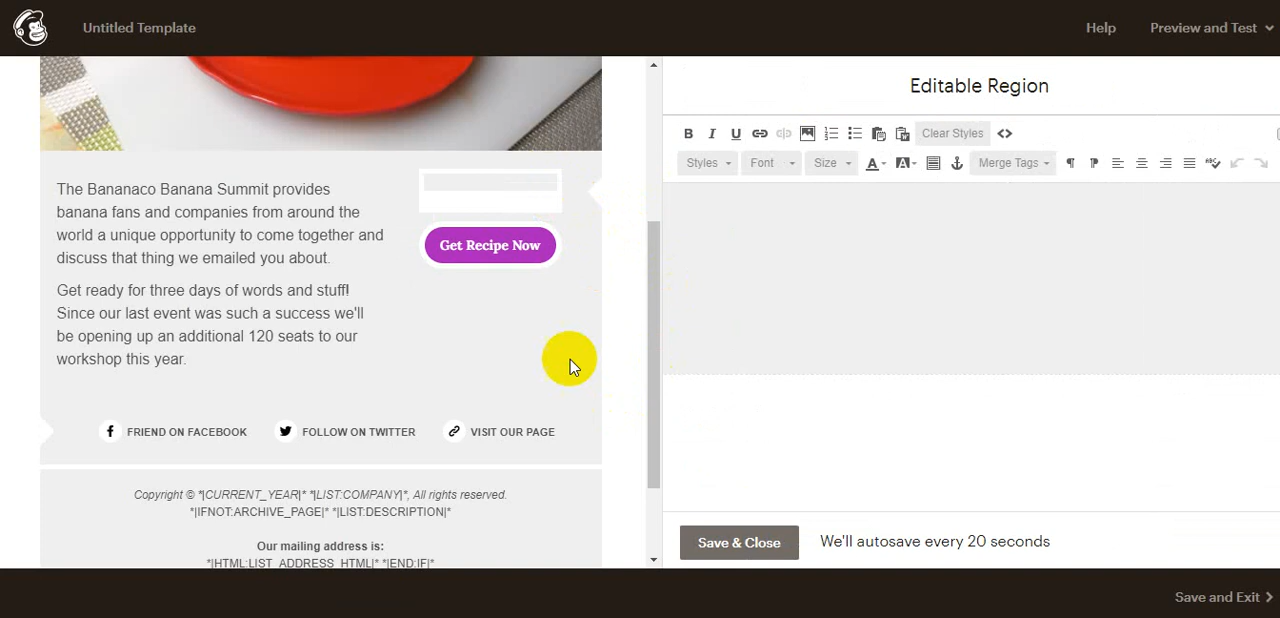 Untitled Template
Help
Preview and Test
Editable Region
B I U
Clear Styles
Styles
Font
Size
A
A
Merge Tags
ABC
The Bananaco Banana Summit provides
banana fans and companies from around the
world a unique opportunity to come together and
discuss that thing we emailed you about.
Get ready for three days of words and stuff!
Since our last event was such a success we'll
be opening up an additional 120 seats to our
workshop this year.
Get Recipe Now
FRIEND ON FACEBOOK
FOLLOW ON TWITTER
VISIT OUR PAGE
Copyright © *|CURRENT_YEAR|* *|LIST:COMPANY|*, All rights reserved.
*|IFNOT:ARCHIVE_PAGE|* *|LIST:DESCRIPTION|*
Our mailing address is:
*|HTML:LIST_ADDRESS_HTML|* *|END:IF|*
Save & Close
We'll autosave every 20 seconds
Save and Exit